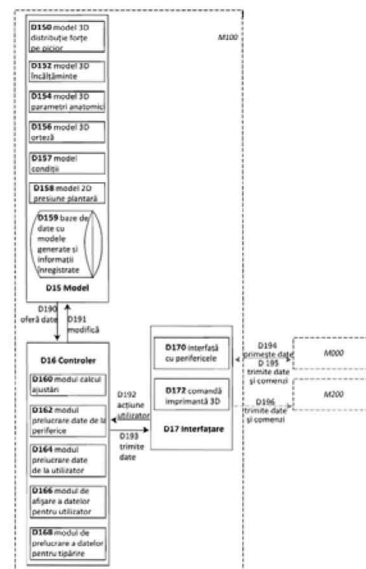 D150 model 3D
distribuție forțe
pe picior
M100
D152 model 3D
încălțăminte
D154 model 3D
parametri anatomici
D156 model 3D
orteză
D157 model
condiții
D158 model 2D
presiune plantară
D159 baze de
date cu
modele
generate și
informații
înregistrate
D15 Model
D190
oferă date
D191
modifică
D16 Controler
D160 modul calcul
ajustări
D162 modul
prelucrare date de la
periferice
D164 modul
prelucrare date
de la utilizator
D166 modul de
afișare a datelor
pentru utilizator
D168 modul de
prelucrare a datelor
pentru tipărire
D192
acțiune
utilizator
D193
trimite
date
D170 interfață
cu perifericele
D172 comandă
imprimantă 3D
D17 Interfațare
D194
primește date
D195
trimite date
și comenzi
D196
trimite date
și comenzi
M000
M200